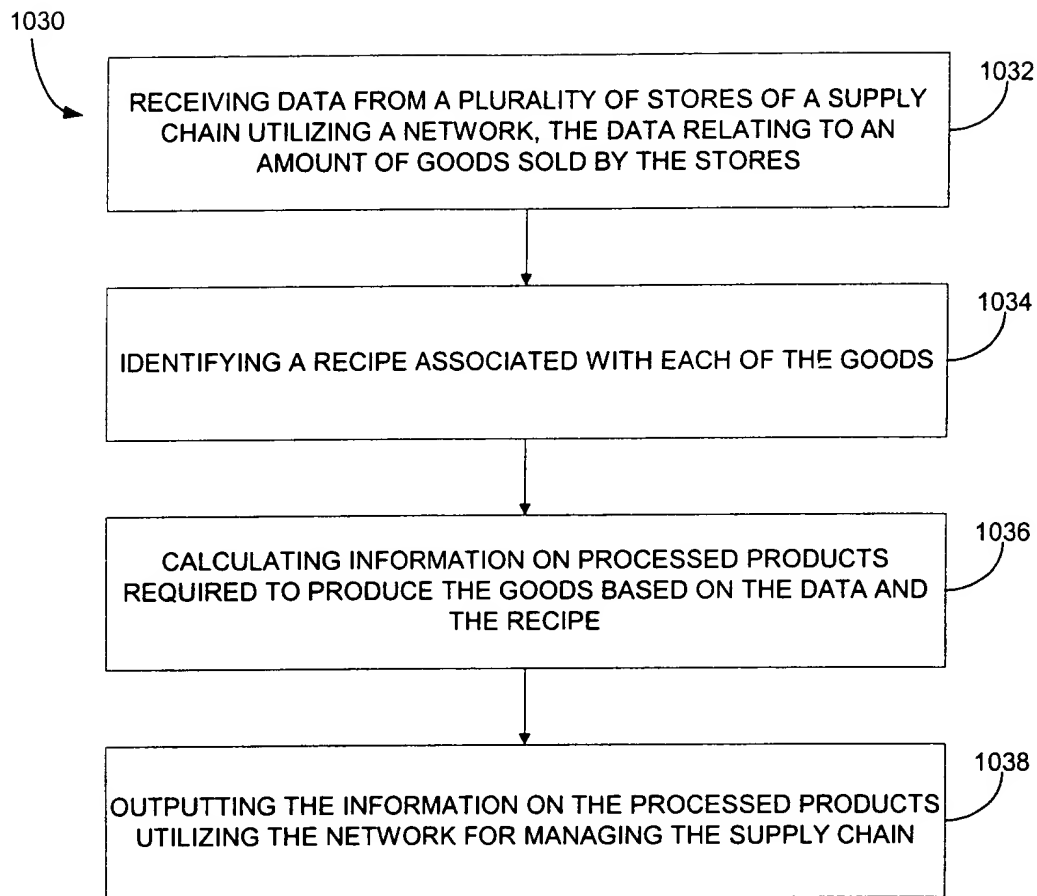 1030
1032
RECEIVING DATA FROM A PLURALITY OF STORES OF A SUPPLY
CHAIN UTILIZING A NETWORK, THE DATA RELATING TO AN
AMOUNT OF GOODS SOLD BY THE STORES
1034
IDENTIFYING A RECIPE ASSOCIATED WITH EACH OF THE GOODS
1036
CALCULATING INFORMATION ON PROCESSED PRODUCTS
REQUIRED TO PRODUCE THE GOODS BASED ON THE DATA AND
THE RECIPE
1038
OUTPUTTING THE INFORMATION ON THE PROCESSED PRODUCTS
UTILIZING THE NETWORK FOR MANAGING THE SUPPLY CHAIN